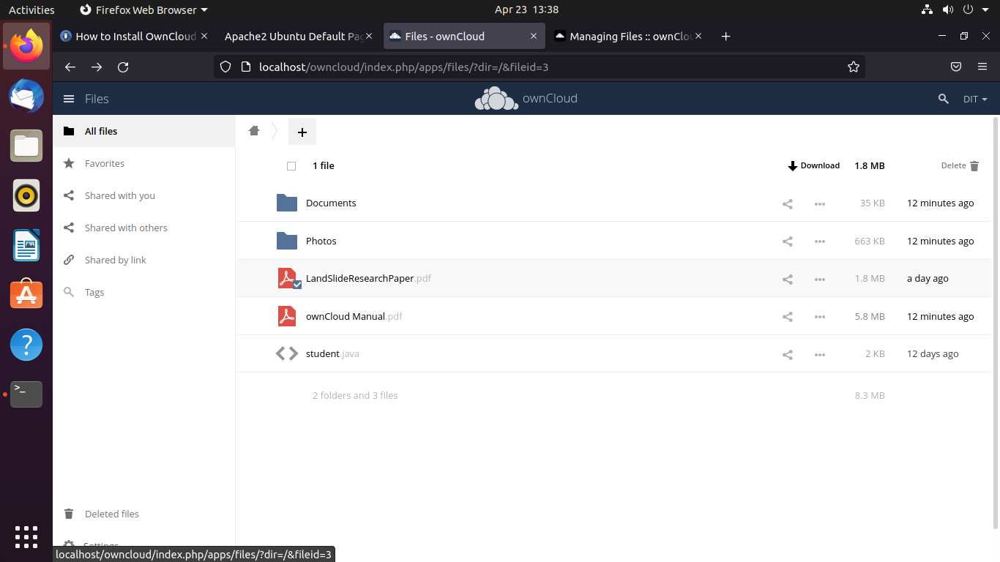 Activities Firefox Web Browser Apr 23 13:38
How to Install OwnCloud Apache2 Ubuntu Default Pag Files - ownCloud Managing Files :: ownClou
localhost/owncloud/index.php/apps/files/?dir=/&fileid=3
Files ownCloud DIT
All files
Favorites
Shared with you
Shared with others
Shared by link
Tags
Deleted files
Settings
+
1 file Download 1.8 MB Delete
Documents 35 KB 12 minutes ago
Photos 663 KB 12 minutes ago
LandSlideResearchPaper.pdf 1.8 MB a day ago
ownCloud Manual.pdf 5.8 MB 12 minutes ago
student.java 2 KB 12 days ago
2 folders and 3 files 8.3 MB
localhost/owncloud/index.php/apps/files/?dir=/&fileid=3